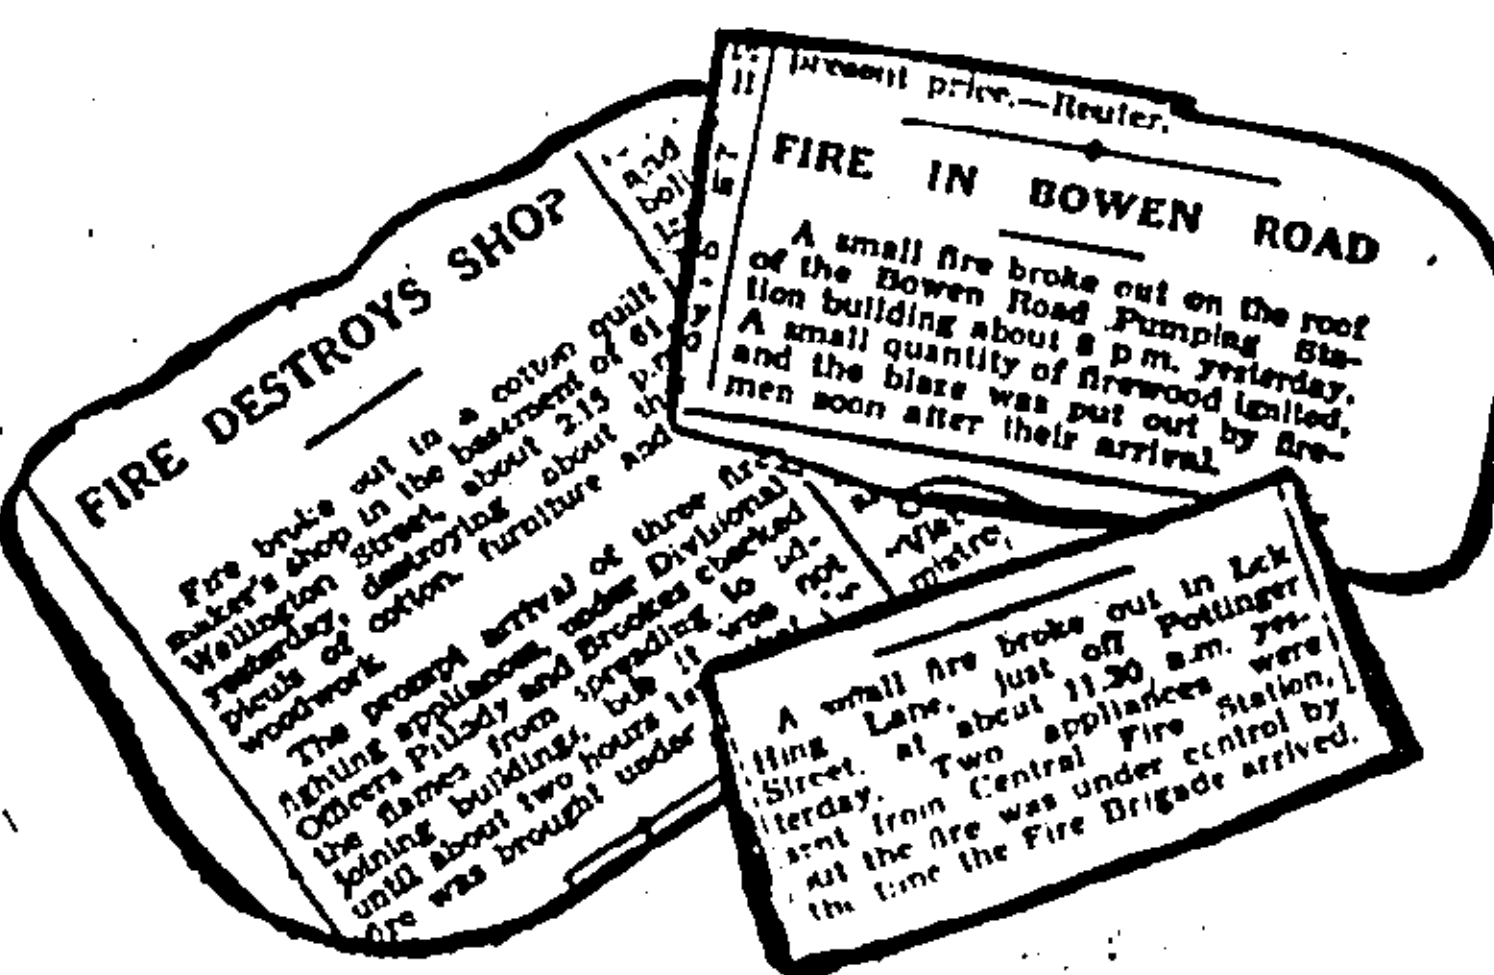 FIRE DESTROYS SHOP
Fire broke out in a cotton quilt
maker's shop in the basement of 61
Wellington Street, about 2.15 p.m.
yesterday, destroying about
piculs of cotton, furniture and
woodwork.
The prompt arrival of three fire
fighting appliances, under Divisional
Officers Pillady and Brookes checked
the flames from spreading to ad-
joining buildings, but it was not
until about two hours
fire was brought under
and
present price.—Reuter.
FIRE IN BOWEN ROAD
A small fire broke out on the roof
of the Bowen Road Pumping Sta-
tion building about 8 p m. yesterday.
A small quantity of firewood ignited,
and the blaze was put out by fire-
men soon after their arrival.
A small fire broke out in Lck
Hing Lane, just off Pottinger
Street, at about 11.30 a.m. yes-
terday. Two appliances were
sent from Central Fire Station,
but the fire was under control by
the time the Fire Brigade arrived.